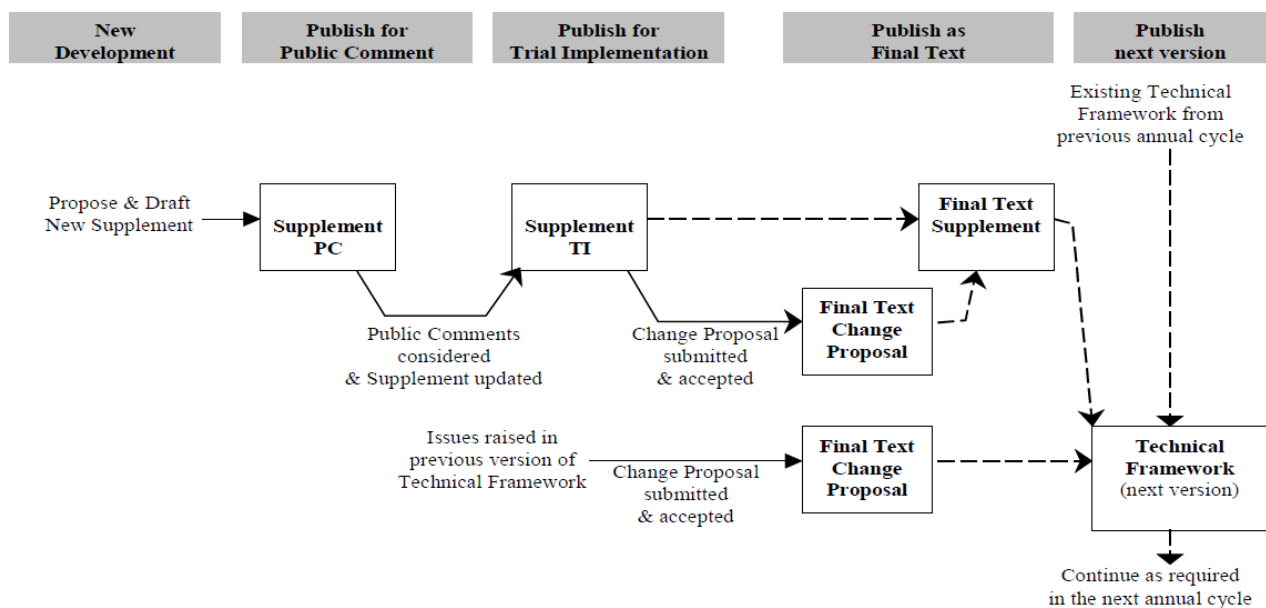 New
Development
Publish for
Public Comment
Publish for
Trial Implementation
Publish as
Final Text
Publish
next version
Existing Technical
Framework from
previous annual cycle
Propose & Draft
New Supplement
Supplement
PC
Supplement
TI
Final Text
Supplement
Public Comments
considered
& Supplement updated
Change Proposal
submitted
& accepted
Final Text
Change
Proposal
Issues raised in
previous version of
Technical Framework
Change Proposal
submitted
& accepted
Final Text
Change
Proposal
Technical
Framework
(next version)
Continue as required
in the next annual cycle